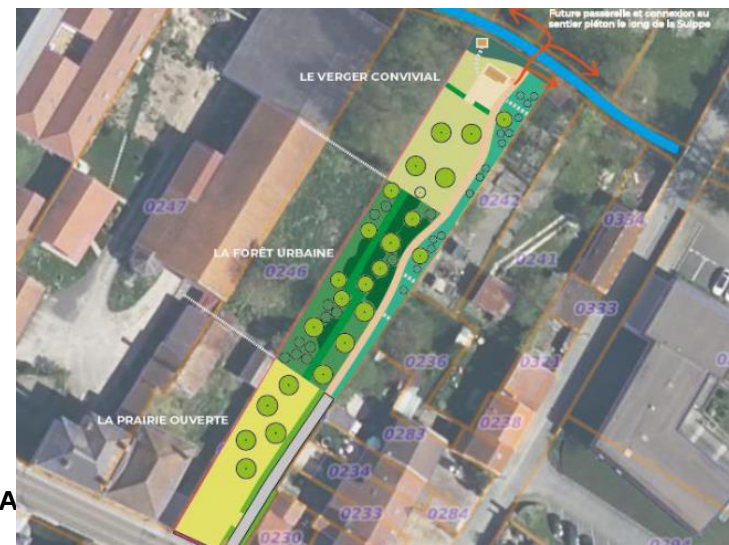 Future passerelle et connexion au
sentier piéton le long de la Suippe
LE VERGER CONVIVIAL
0247
0242
0354
LA FORÊT URBAINE
0246
0241
0333
0236
0321
LA PRAIRIE OUVERTE
0238
0283
0234
A
0233
0284
0230